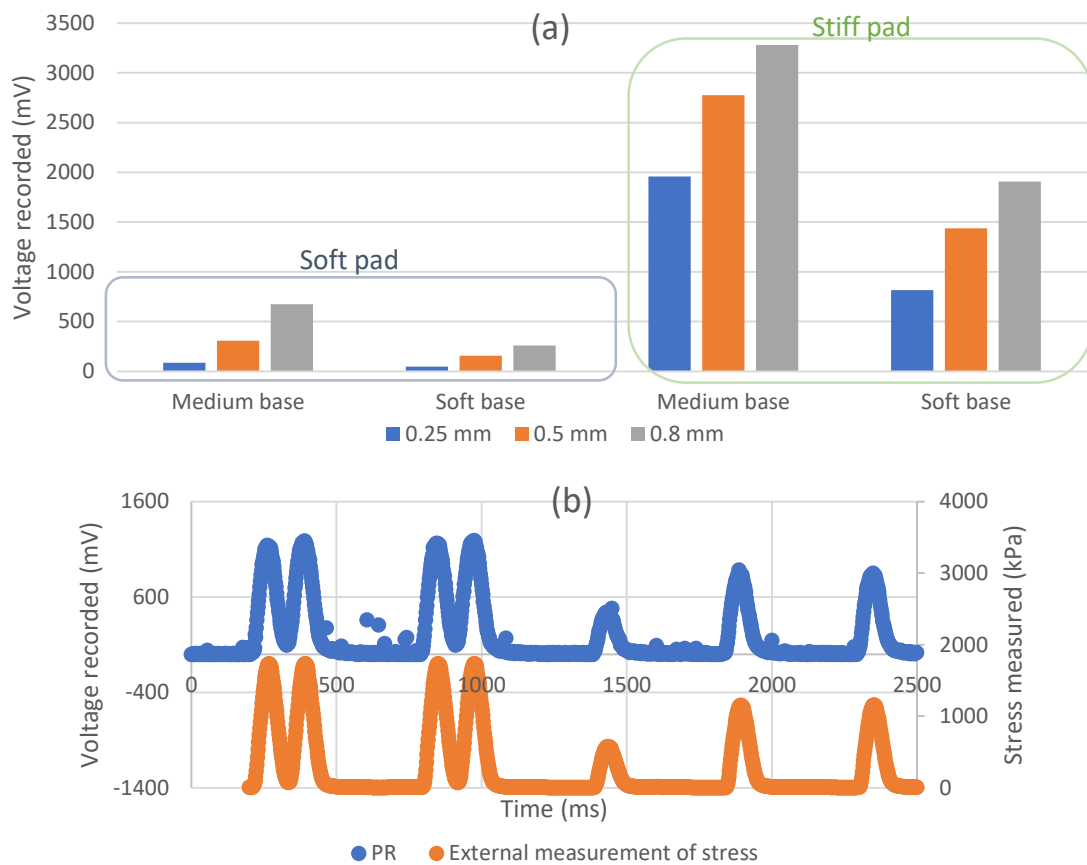 (a)
Stiff pad
Soft pad
Voltage recorded (mV)
3500
3000
2500
2000
1500
1000
500
0
Medium base
Soft base
Medium base
Soft base
0.25 mm
0.5 mm
0.8 mm
(b)
Voltage recorded (mV)
1600
600
-400
-1400
0
500
1000
1500
2000
2500
Time (ms)
4000
3000
2000
1000
0
Stress measured (kPa)
PR
External measurement of stress